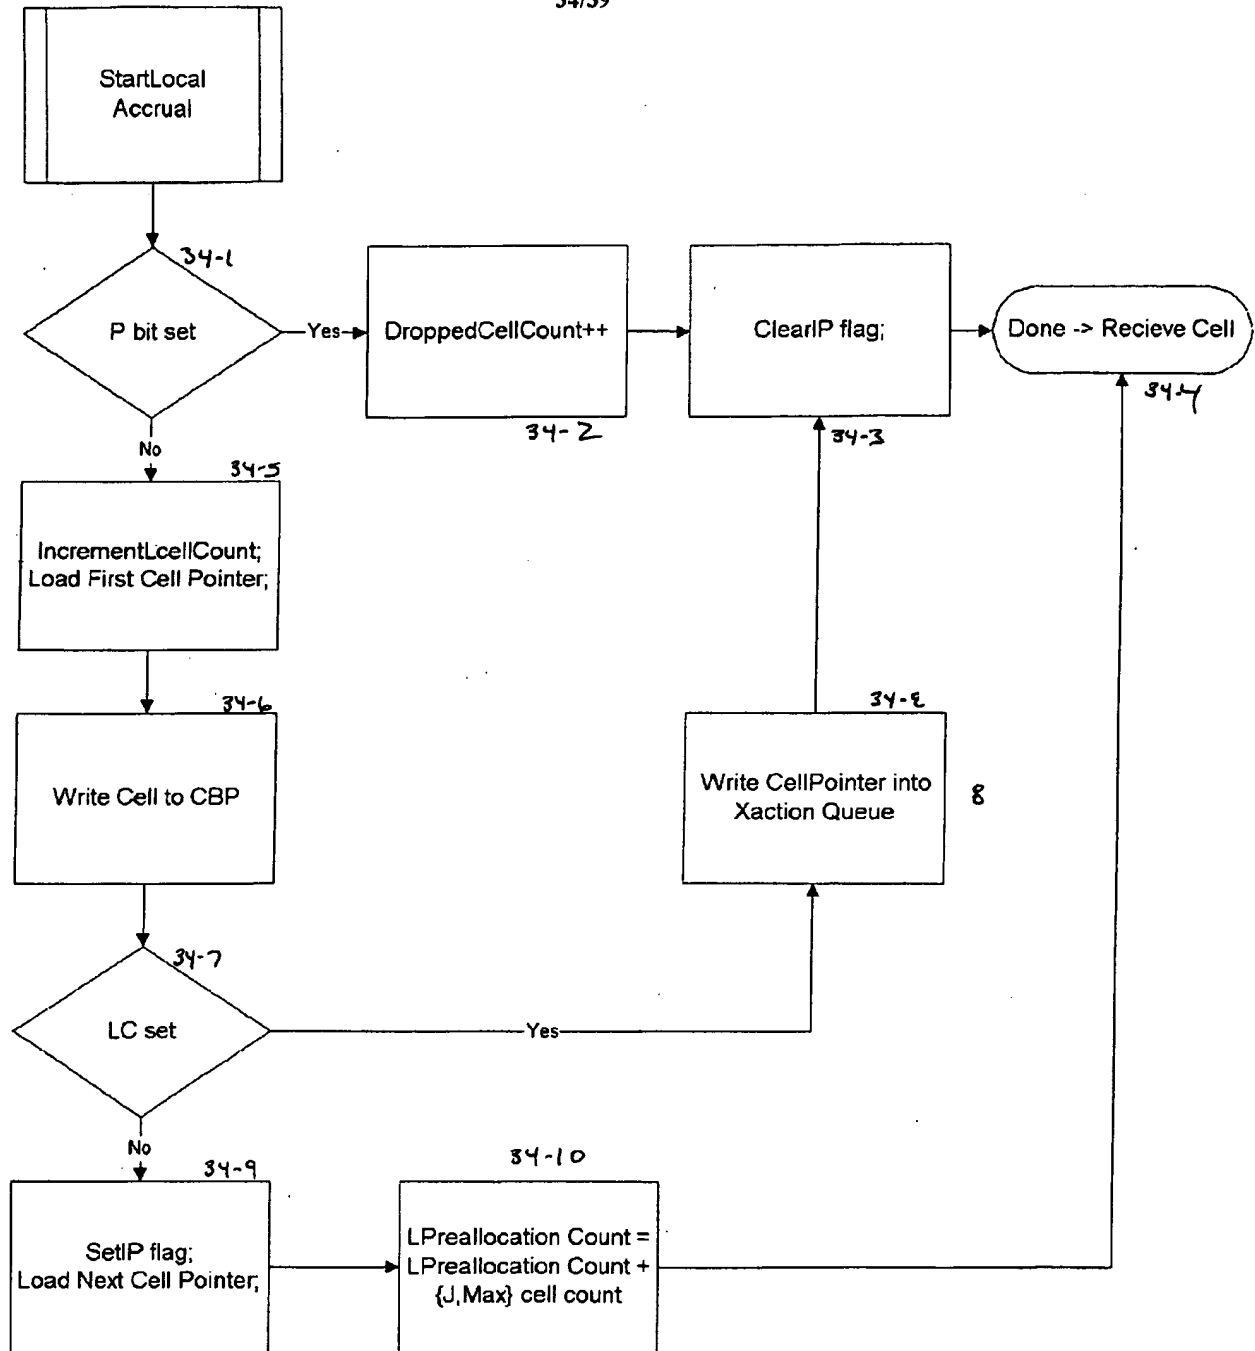 34/39
StartLocal
Accrual
34-1
P bit set
Yes
DroppedCellCount++
34-2
ClearIP flag;
34-3
Done -> Recieve Cell
34-4
No
34-5
IncrementLcellCount;
Load First Cell Pointer;
34-6
Write Cell to CBP
34-8
Write CellPointer into
Xaction Queue
8
34-7
LC set
Yes
No
34-9
SetIP flag;
Load Next Cell Pointer;
34-10
LPreallocation Count =
LPreallocation Count +
{J,Max} cell count